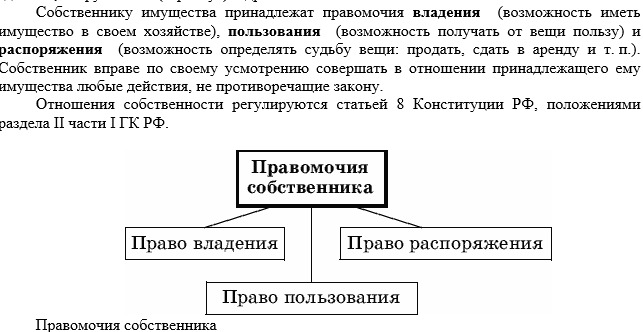 Собственнику имущества принадлежат правомочия владения (возможность иметь
имущество в своем хозяйстве), пользования (возможность получать от вещи пользу) и
распоряжения (возможность определять судьбу вещи: продать, сдать в аренду и т. п.).
Собственник вправе по своему усмотрению совершать в отношении принадлежащего ему
имущества любые действия, не противоречащие закону.
Отношения собственности регулируются статьей 8 Конституции РФ, положениями
раздела II части I ГК РФ.
Правомочия
собственника
Право владения
Право распоряжения
Право пользования
Правомочия собственника